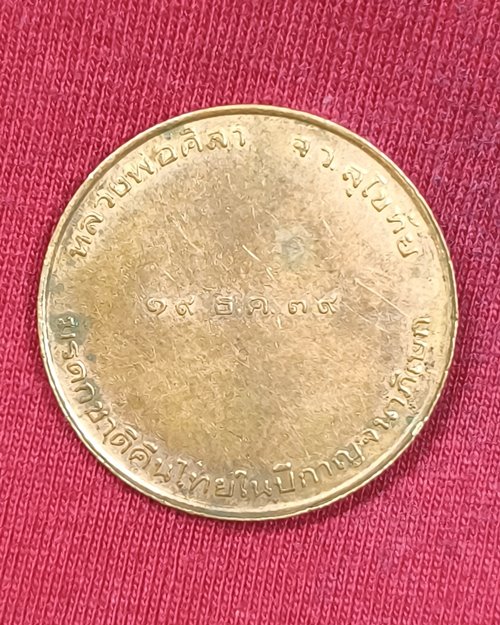 หลวงพ่อศิลา จ.ว.สุโขทัย
๑๙ ธ.ค. ๓๙
มรดกชาติคืนไทยในปีกาญจนาภิเษก